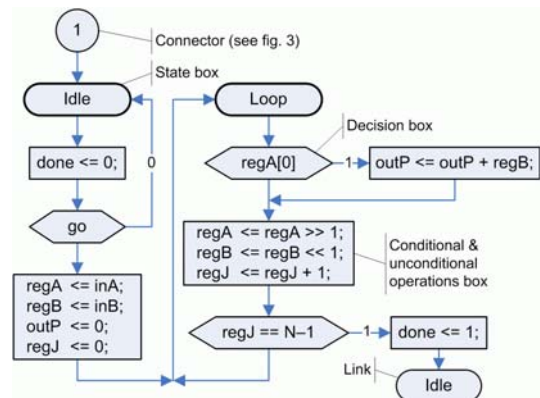 1
Connector (see fig. 3)
State box
Idle
Loop
done <= 0;
0
Decision box
regA[0]
1
outP <= outP + regB;
go
regA <= regA >> 1;
regB <= regB << 1;
regJ <= regJ + 1;
Conditional &
unconditional
operations box
regA <= inA;
regB <= inB;
outP <= 0;
regJ <= 0;
regJ == N–1
1
done <= 1;
Link
Idle